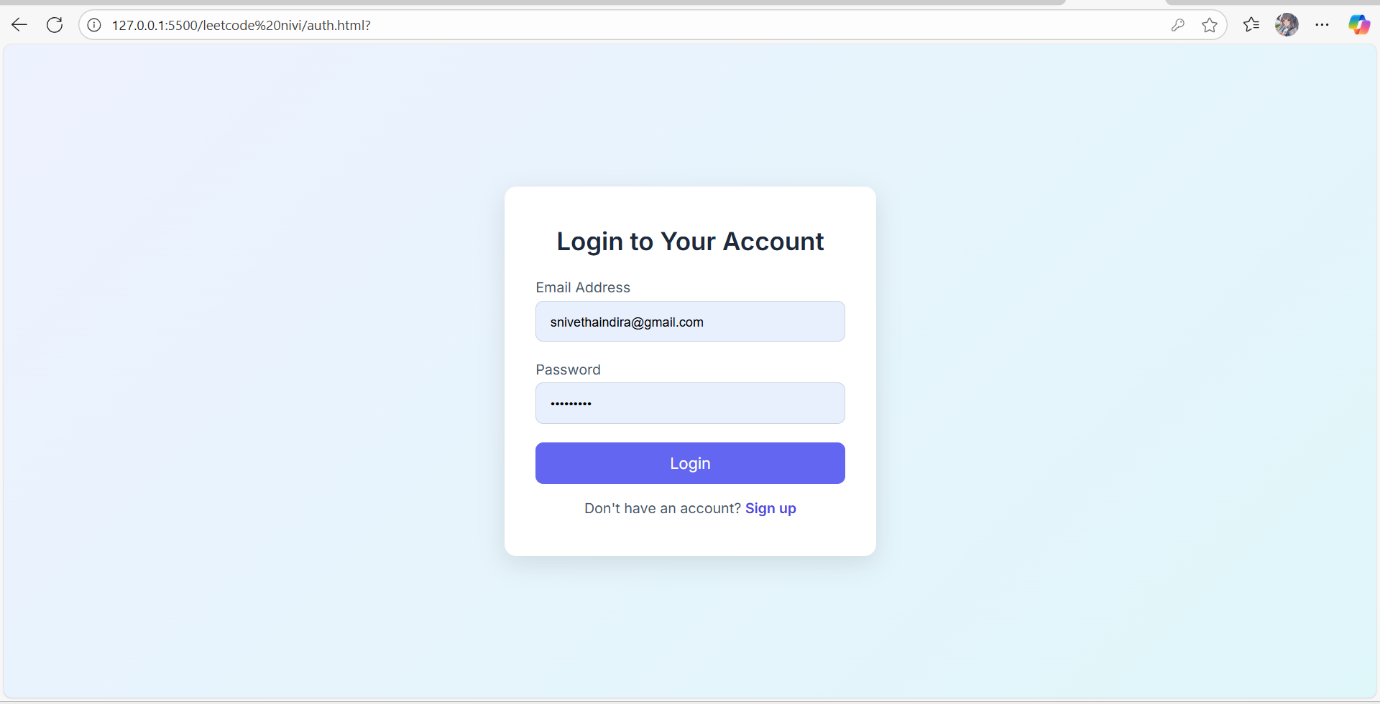 127.0.0.1:5500/leetcode%20nivi/auth.html?
Login to Your Account
Email Address
snivethaindira@gmail.com
Password
•••••••••
Login
Don't have an account? Sign up